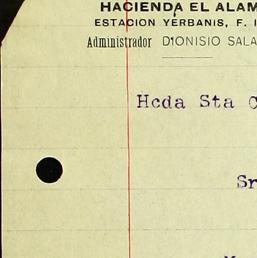 HACIENDA EL ALAM
ESTACION YERBANIS, F. I
Administrador DIONISIO SALA
Hcda Sta C
Sr